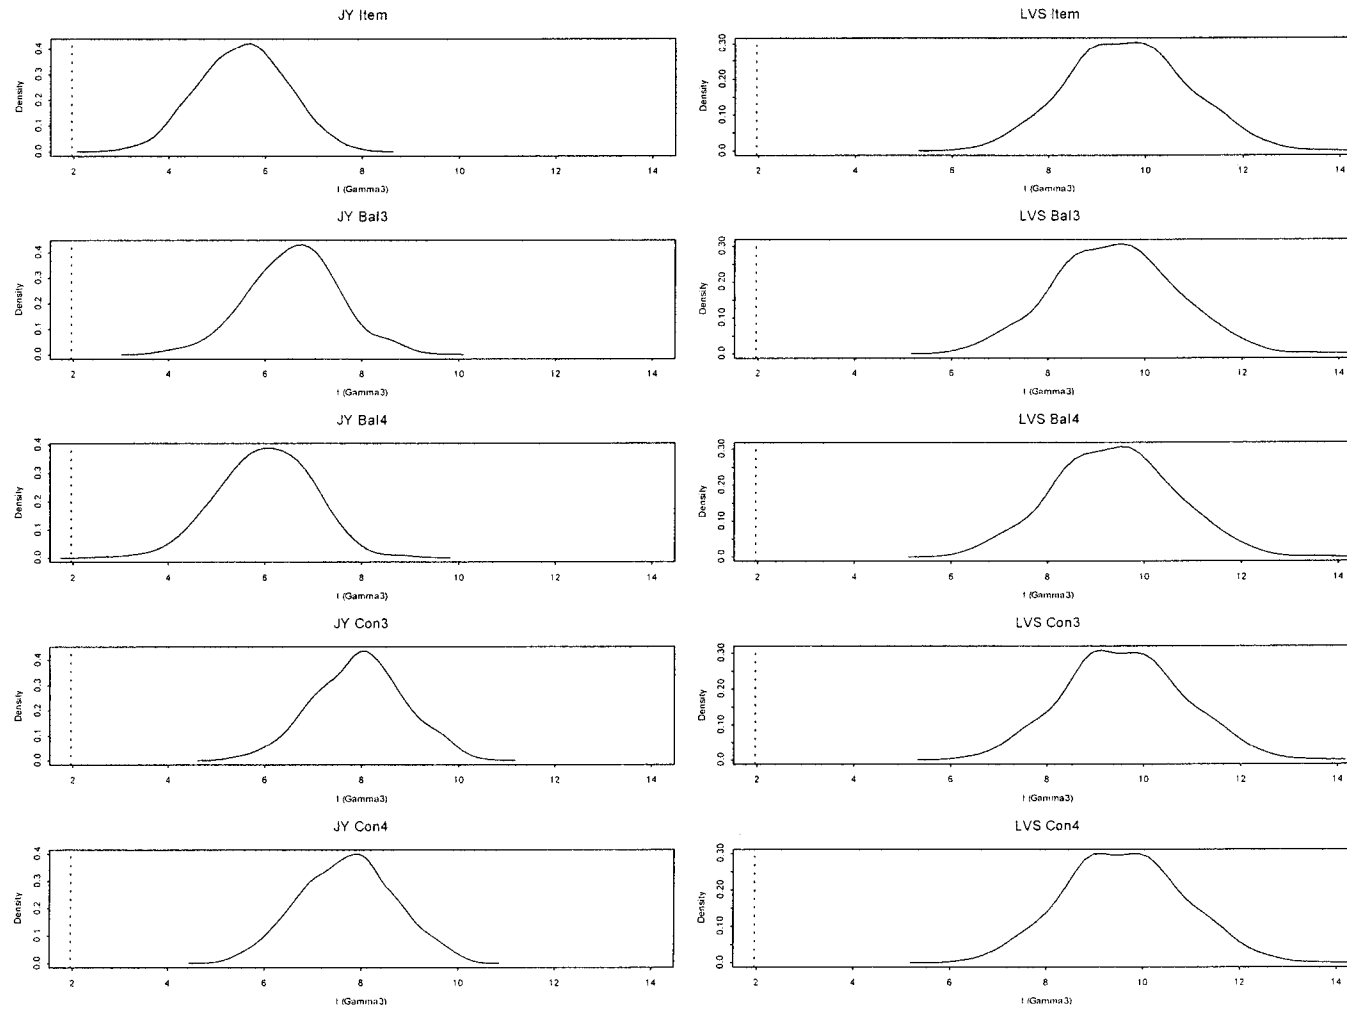 JY Item
Density
0.0 0.1 0.2 0.3 0.4
2 4 6 8 10 12 14
t (Gamma3)
LVS Item
Density
0.0 0.10 0.20 0.30
2 4 6 8 10 12 14
t (Gamma3)
JY Bal3
Density
0.0 0.1 0.2 0.3 0.4
2 4 6 8 10 12 14
t (Gamma3)
LVS Bal3
Density
0.0 0.10 0.20 0.30
2 4 6 8 10 12 14
t (Gamma3)
JY Bal4
Density
0.0 0.1 0.2 0.3 0.4
2 4 6 8 10 12 14
t (Gamma3)
LVS Bal4
Density
0.0 0.10 0.20 0.30
2 4 6 8 10 12 14
t (Gamma3)
JY Con3
Density
0.0 0.1 0.2 0.3 0.4
2 4 6 8 10 12 14
t (Gamma3)
LVS Con3
Density
0.0 0.10 0.20 0.30
2 4 6 8 10 12 14
t (Gamma3)
JY Con4
Density
0.0 0.1 0.2 0.3 0.4
2 4 6 8 10 12 14
t (Gamma3)
LVS Con4
Density
0.0 0.10 0.20 0.30
2 4 6 8 10 12 14
t (Gamma3)